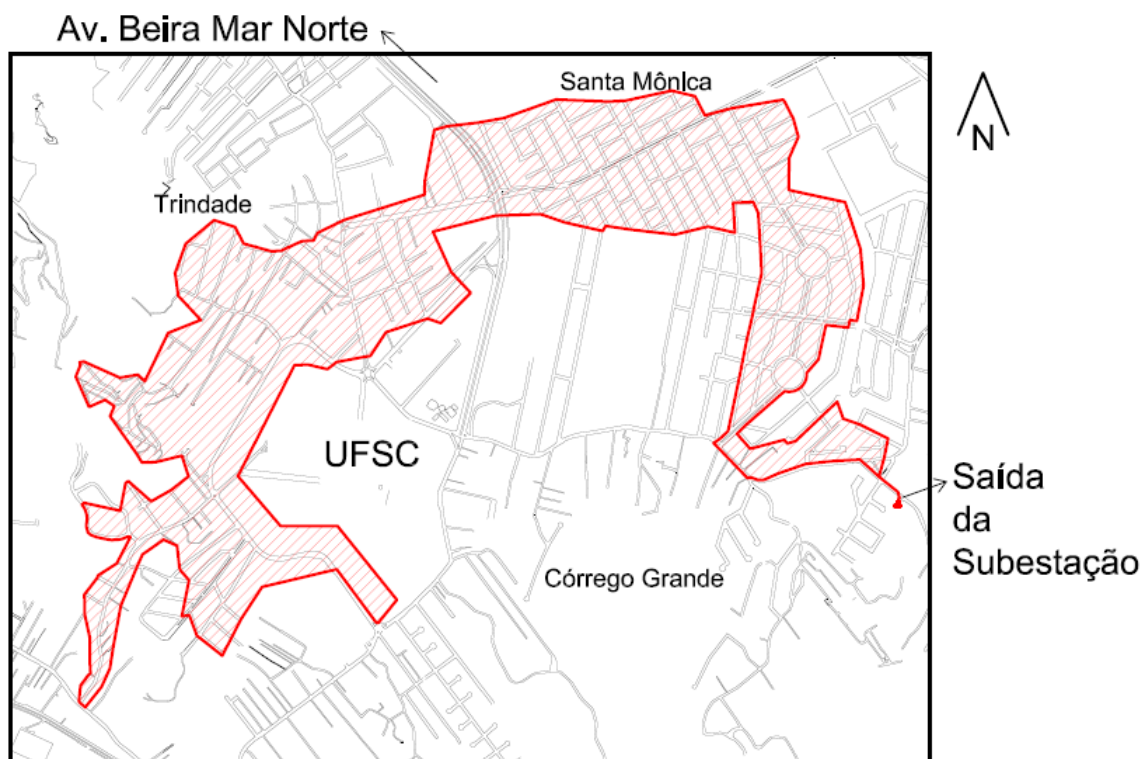 Av. Beira Mar Norte
Santa Mônica
N
Trindade
UFSC
Saída
da
Subestação
Córrego Grande